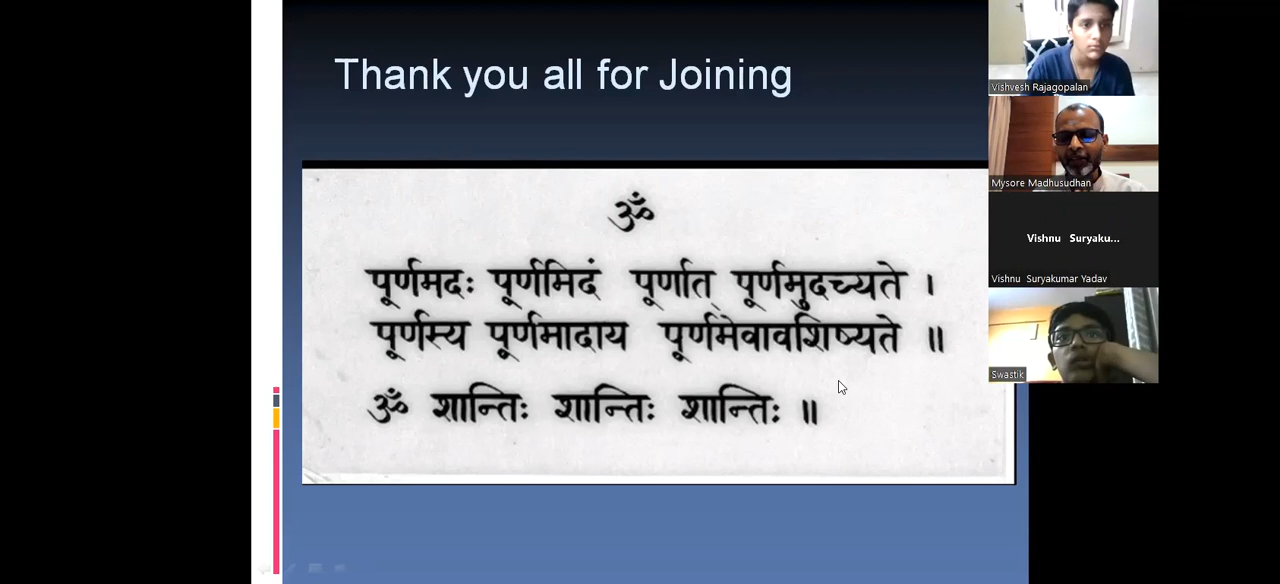 Thank you all for Joining
ॐ
पूर्णमदः पूर्णमिदं पूर्णात् पूर्णमुदच्यते ।
पूर्णस्य पूर्णमादाय पूर्णमेवावशिष्यते ॥
ॐ शान्तिः शान्तिः शान्तिः ॥
Vishvesh Rajagopalan
Mysore Madhusudhan
Vishnu Suryaku...
Vishnu Suryakumar Yadav
Swastik